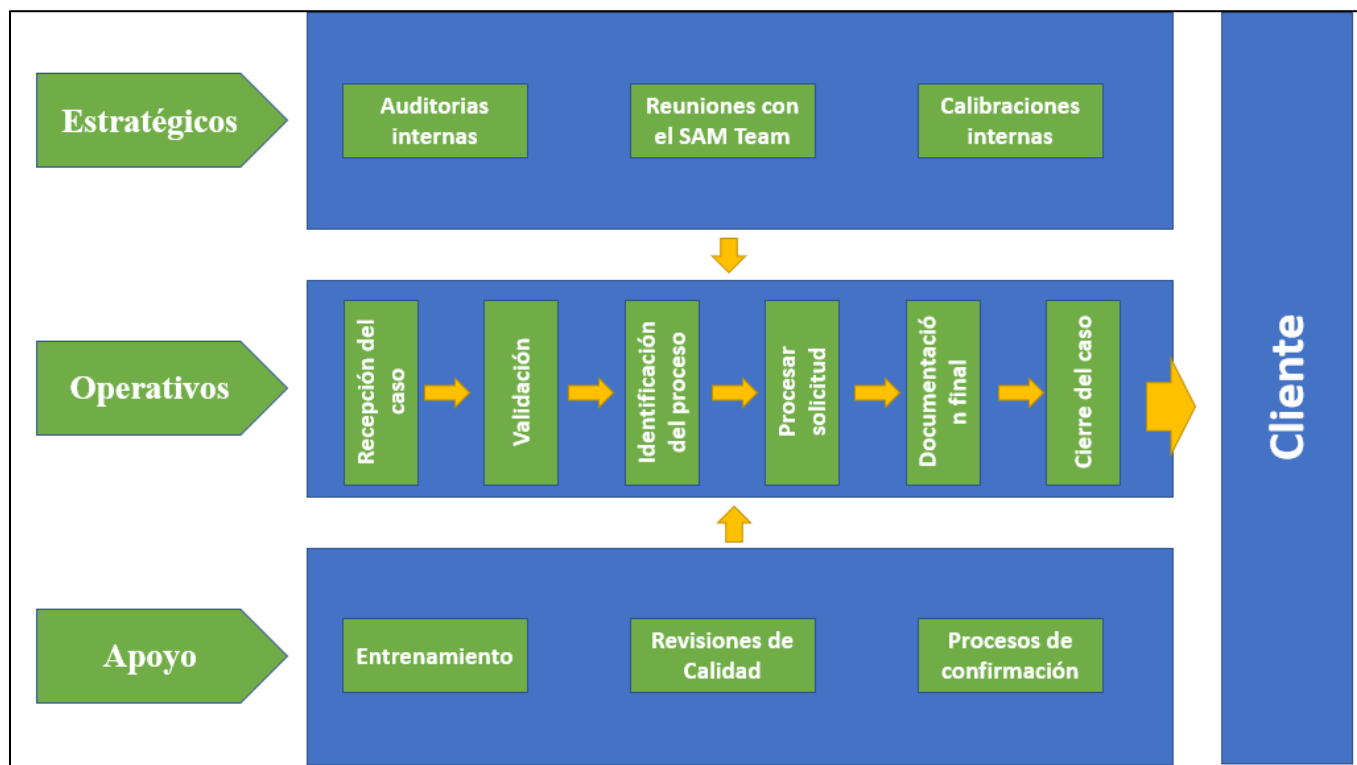 Estratégicos
Auditorias
internas
Reuniones con
el SAM Team
Calibraciones
internas
Operativos
Recepción del
caso
Validación
Identificación
del proceso
Procesar
solicitud
Documentació
n final
Cierre del caso
Cliente
Apoyo
Entrenamiento
Revisiones de
Calidad
Procesos de
confirmación